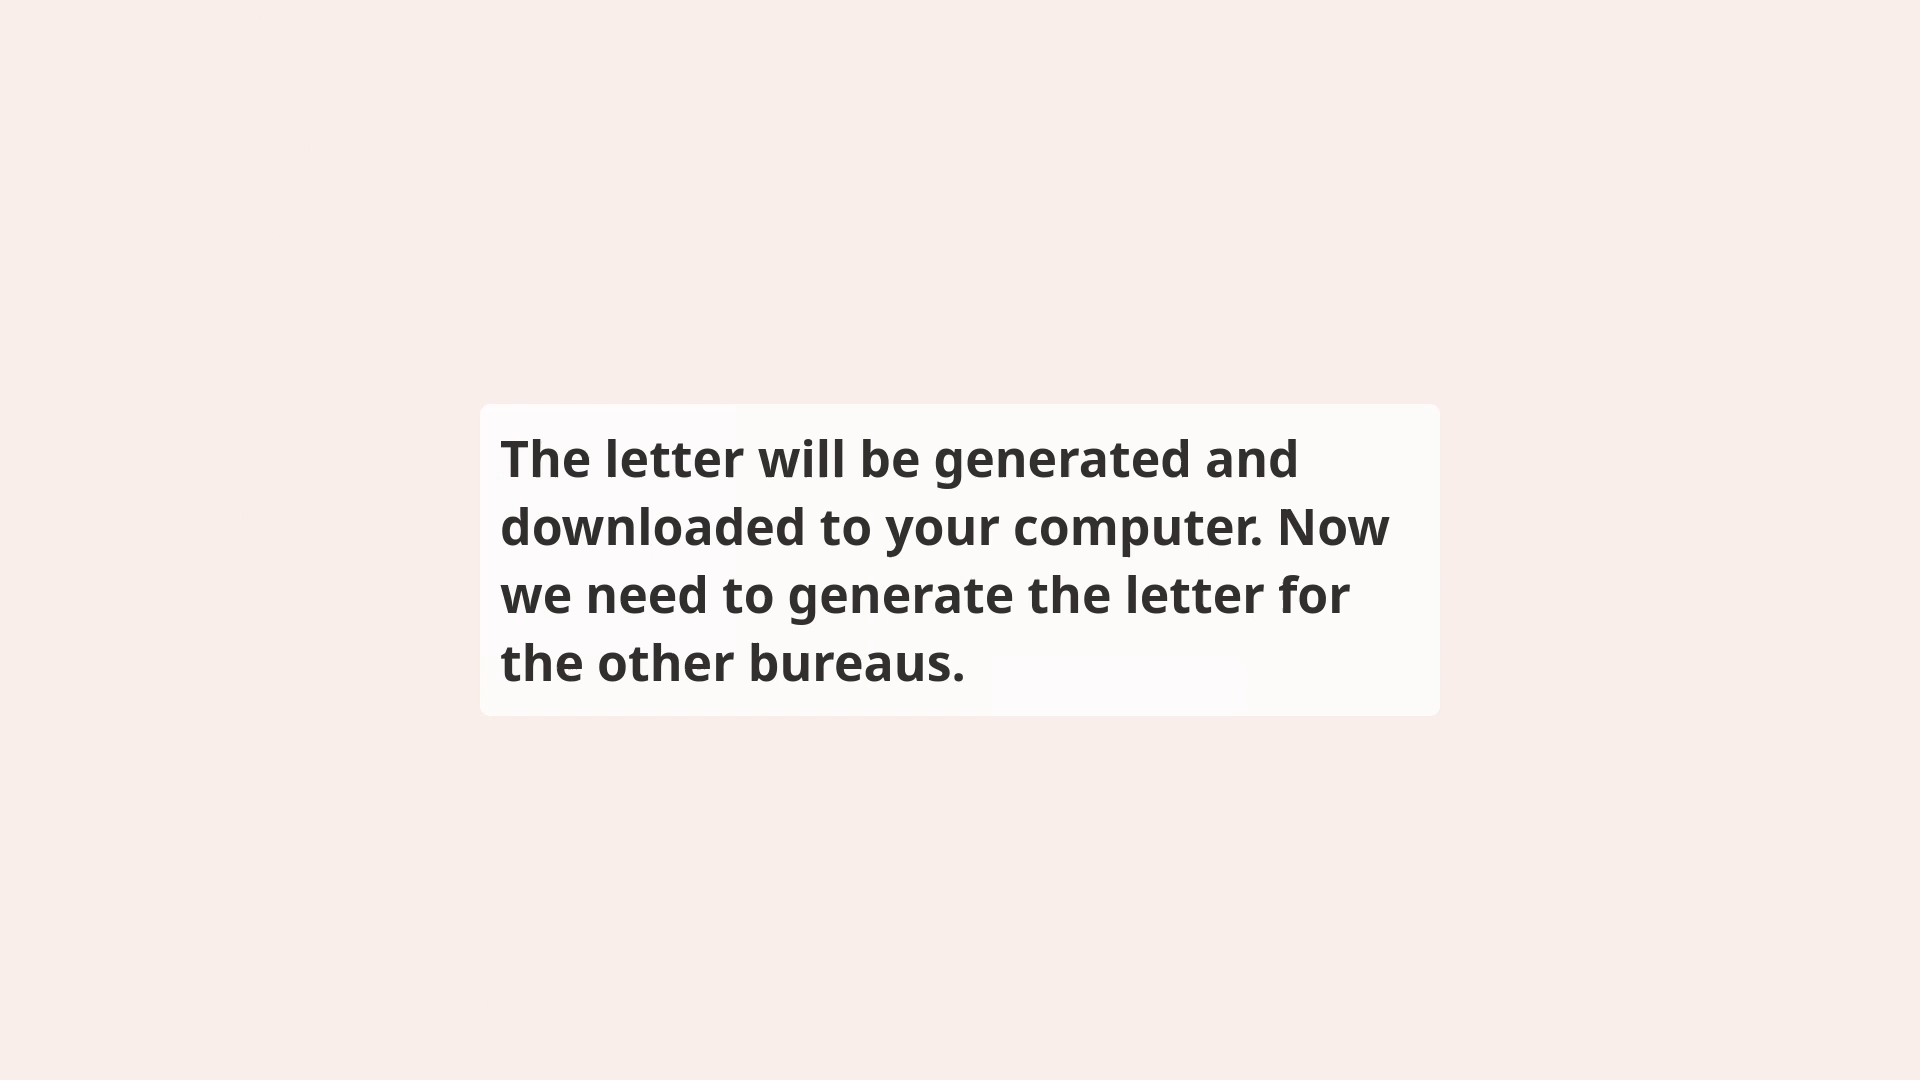 The letter will be generated and
downloaded to your computer. Now
we need to generate the letter for
the other bureaus.